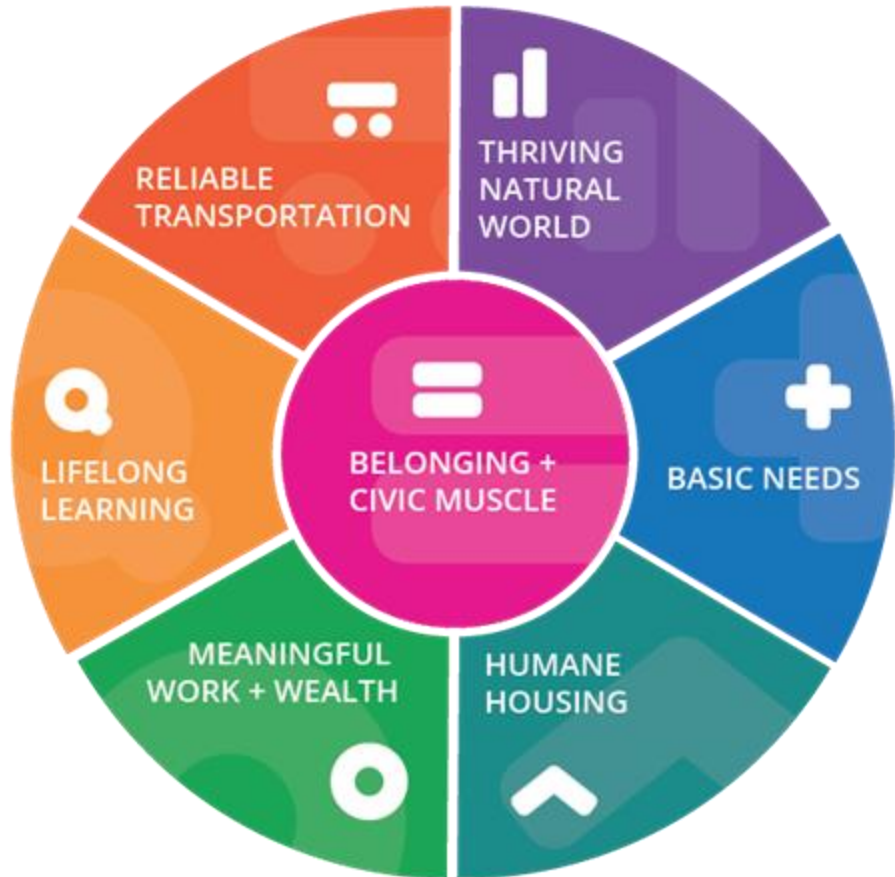 THRIVING
NATURAL
WORLD
BASIC NEEDS
HUMANE
HOUSING
MEANINGFUL
WORK + WEALTH
LIFELONG
LEARNING
RELIABLE
TRANSPORTATION
BELONGING +
CIVIC MUSCLE